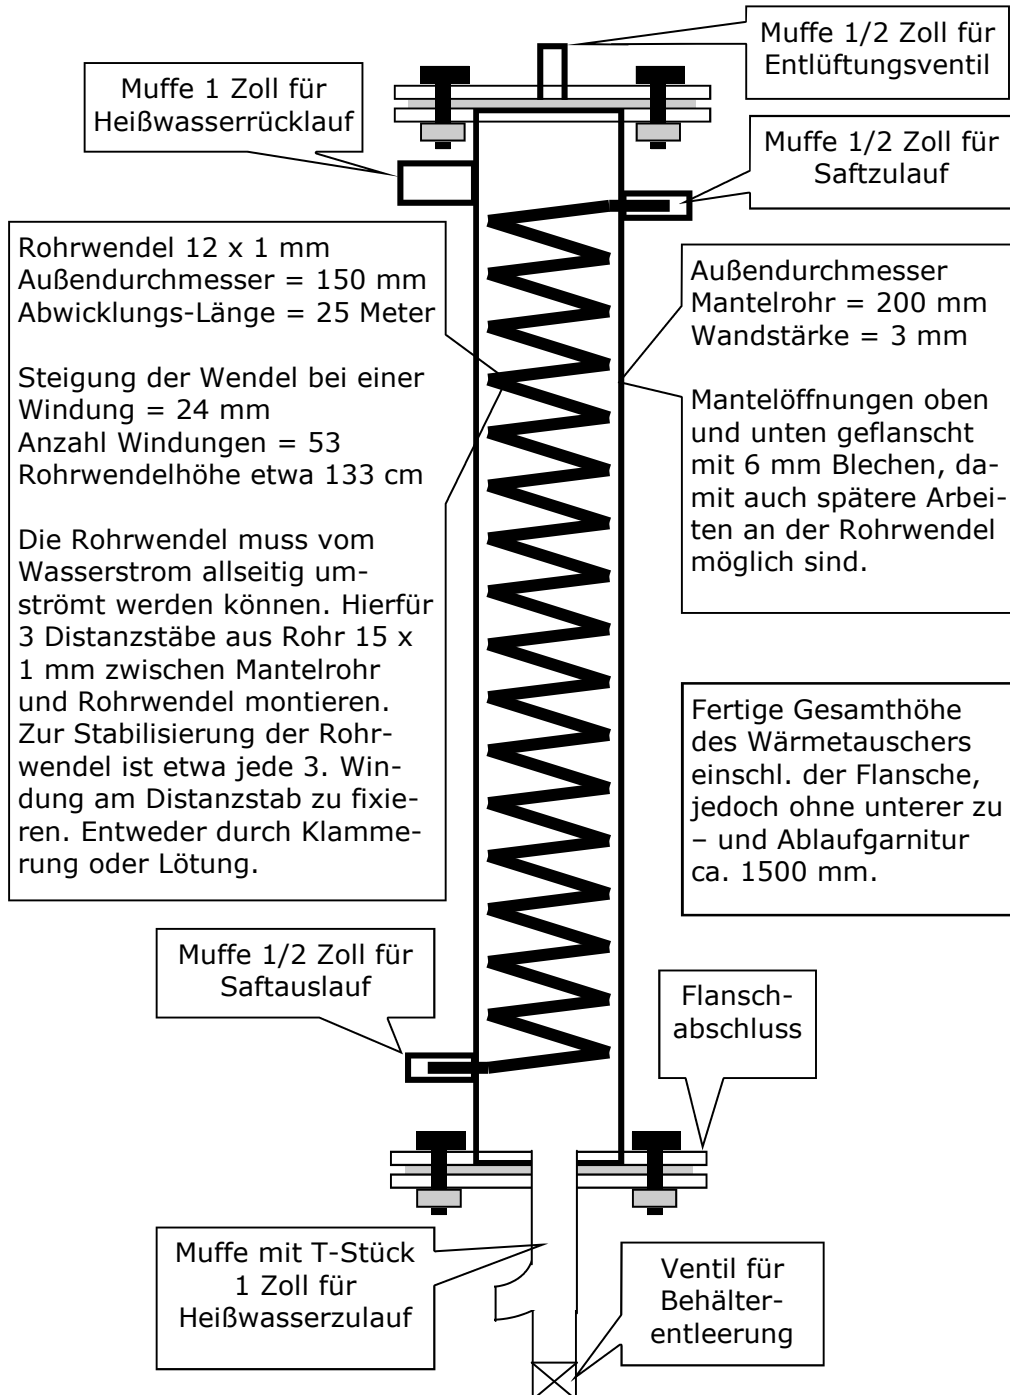 Muffe 1/2 Zoll für
Entlüftungsventil
Muffe 1 Zoll für
Heißwasserrücklauf
Muffe 1/2 Zoll für
Saftzulauf
Rohrwendel 12 x 1 mm
Außendurchmesser = 150 mm
Abwicklungs-Länge = 25 Meter
Steigung der Wendel bei einer
Windung = 24 mm
Anzahl Windungen = 53
Rohrwendelhöhe etwa 133 cm
Die Rohrwendel muss vom
Wasserstrom allseitig um-
strömt werden können. Hierfür
3 Distanzstäbe aus Rohr 15 x
1 mm zwischen Mantelrohr
und Rohrwendel montieren.
Zur Stabilisierung der Rohr-
wendel ist etwa jede 3. Win-
dung am Distanzstab zu fixie-
ren. Entweder durch Klamme-
rung oder Lötung.
Außendurchmesser
Mantelrohr = 200 mm
Wandstärke = 3 mm
Mantelöffnungen oben
und unten geflanscht
mit 6 mm Blechen, da-
mit auch spätere Arbei-
ten an der Rohrwendel
möglich sind.
Fertige Gesamthöhe
des Wärmetauschers
einschl. der Flansche,
jedoch ohne unterer zu
– und Ablaufgarnitur
ca. 1500 mm.
Muffe 1/2 Zoll für
Saftauslauf
Flansch-
abschluss
Muffe mit T-Stück
1 Zoll für
Heißwasserzulauf
Ventil für
Behälter-
entleerung